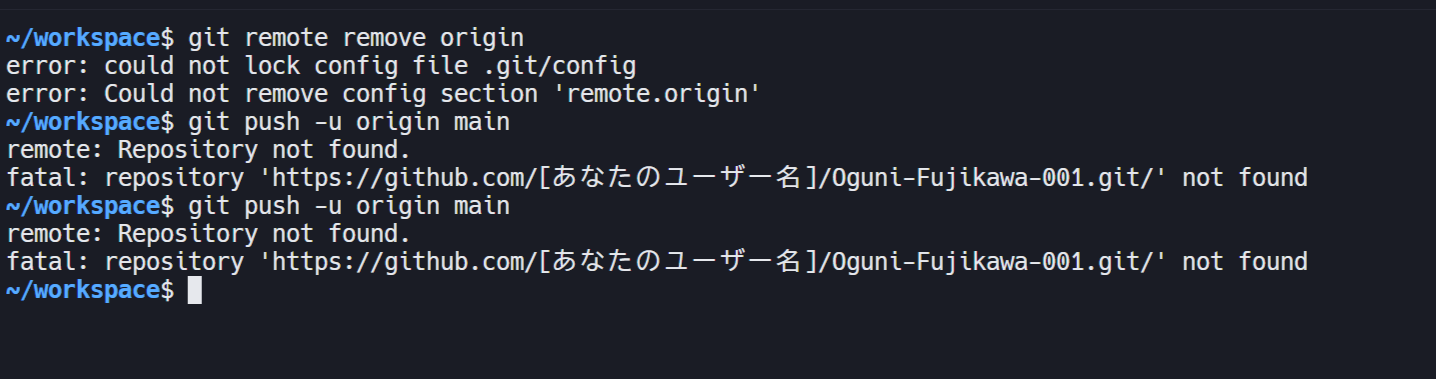 ~/workspace$ git remote remove origin
error: could not lock config file .git/config
error: Could not remove config section 'remote.origin'
~/workspace$ git push -u origin main
remote: Repository not found.
fatal: repository 'https://github.com/[あなたのユーザー名]/Oguni-Fujikawa-001.git/' not found
~/workspace$ git push -u origin main
remote: Repository not found.
fatal: repository 'https://github.com/[あなたのユーザー名]/Oguni-Fujikawa-001.git/' not found
~/workspace$